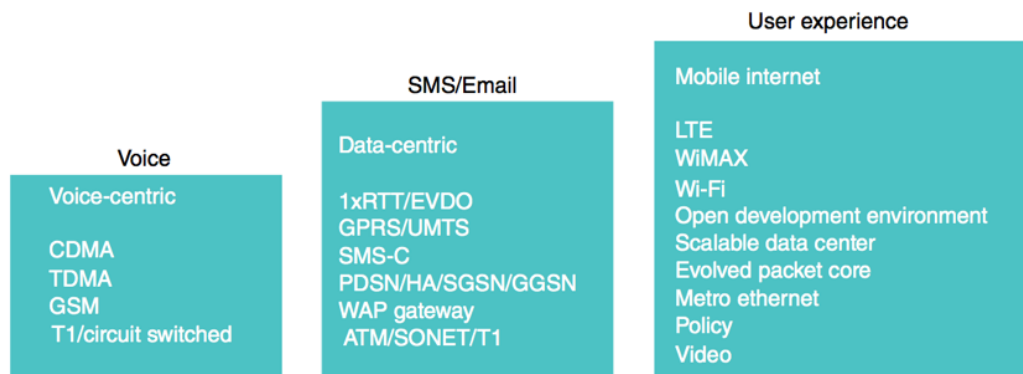 Voice
Voice-centric
CDMA
TDMA
GSM
T1/circuit switched
SMS/Email
Data-centric
1xRTT/EVDO
GPRS/UMTS
SMS-C
PDSN/HA/SGSN/GGSN
WAP gateway
ATM/SONET/T1
User experience
Mobile internet
LTE
WiMAX
Wi-Fi
Open development environment
Scalable data center
Evolved packet core
Metro ethernet
Policy
Video